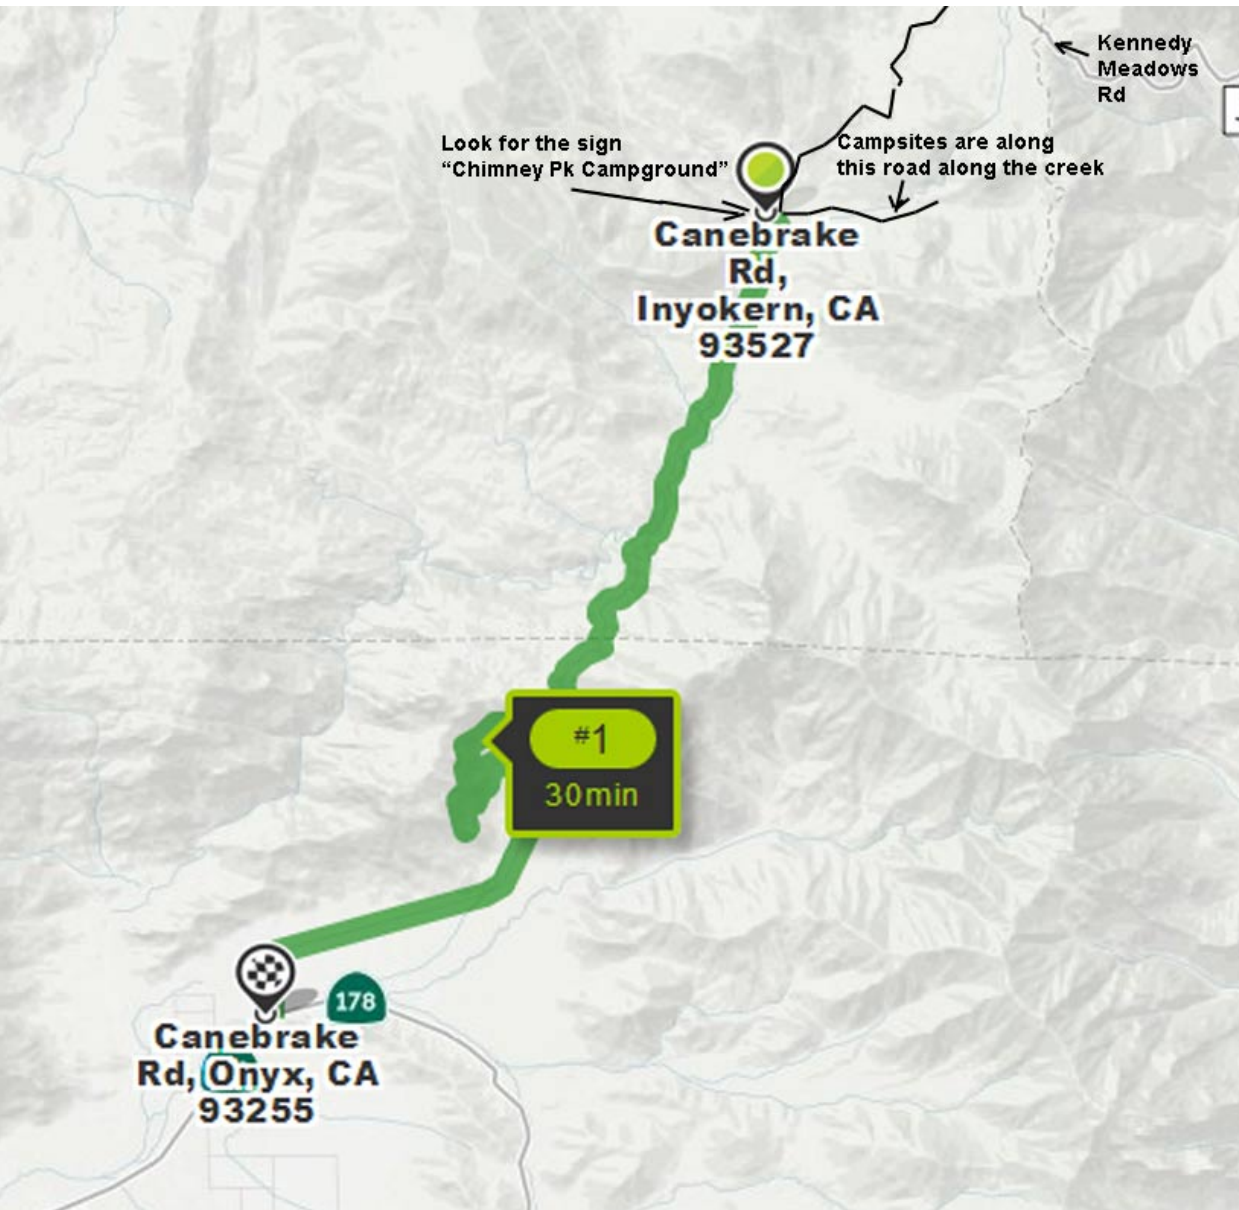 Kennedy
Meadows
Rd
Look for the sign
“Chimney Pk Campground”
Campsites are along
this road along the creek
Canebrake
Rd,
Inyokern, CA
93527
#1
30min
178
Canebrake
Rd, Onyx, CA
93255